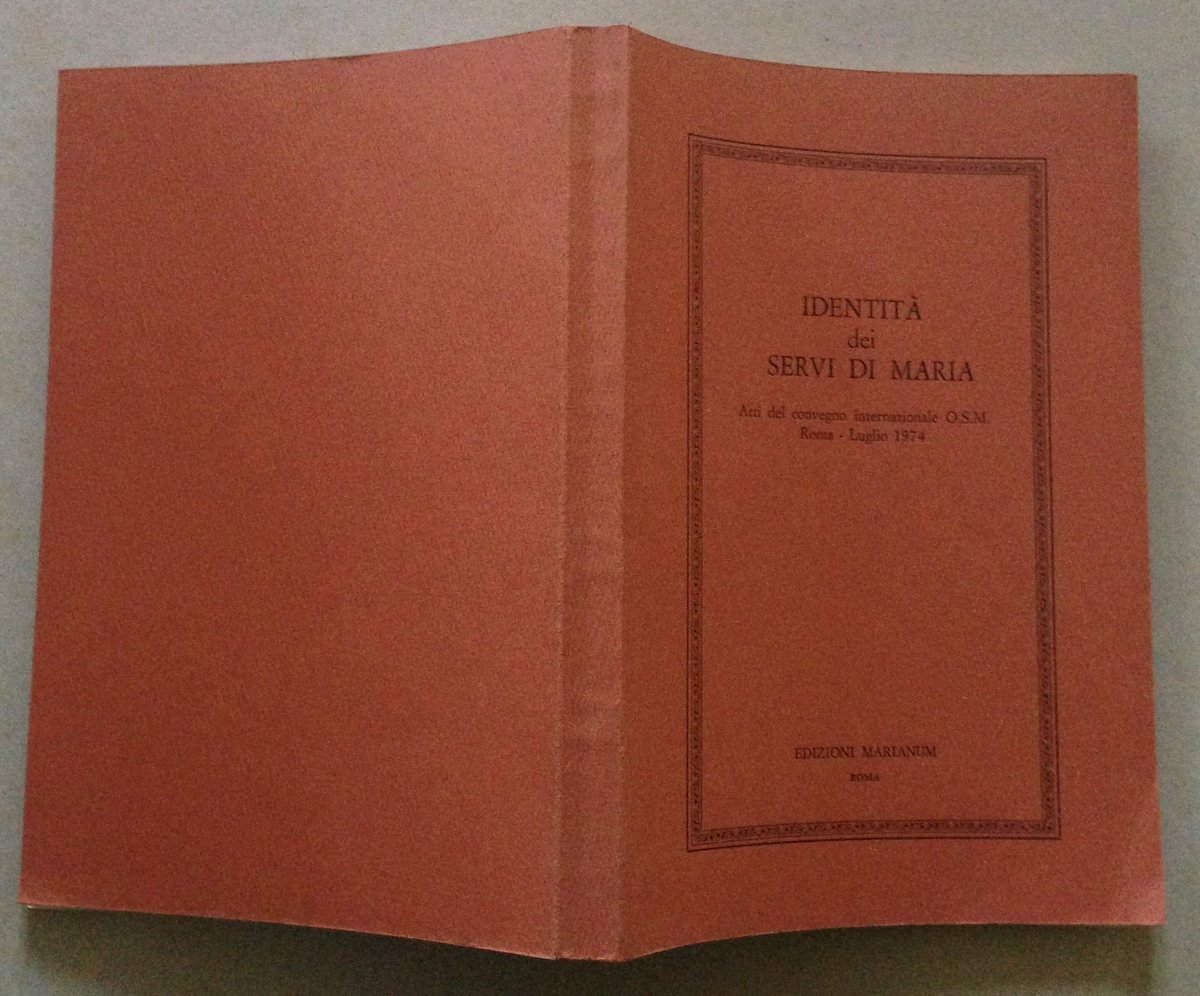 IDENTITÀ
dei
SERVI DI MARIA
Atti del convegno internazionale O.S.M.
Roma - Luglio 1974
EDIZIONI MARIANUM
ROMA